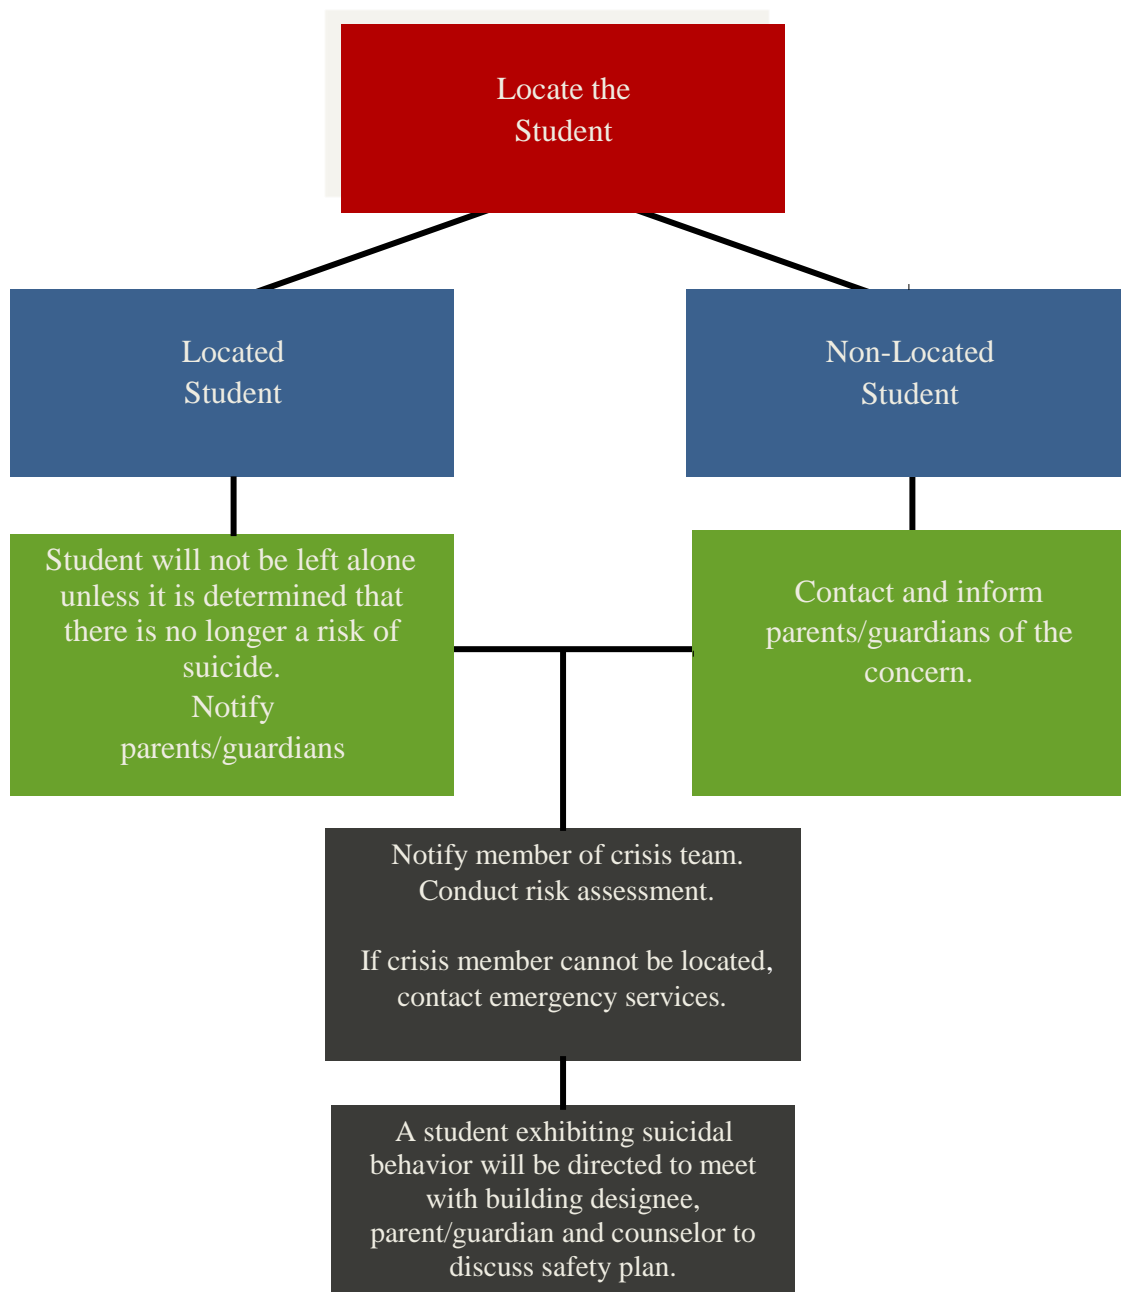 Locate the
Student
Located
Student
Non-Located
Student
Student will not be left alone
unless it is determined that
there is no longer a risk of
suicide.
Notify
parents/guardians
Contact and inform
parents/guardians of the
concern.
Notify member of crisis team.
Conduct risk assessment.
If crisis member cannot be located,
contact emergency services.
A student exhibiting suicidal
behavior will be directed to meet
with building designee,
parent/guardian and counselor to
discuss safety plan.